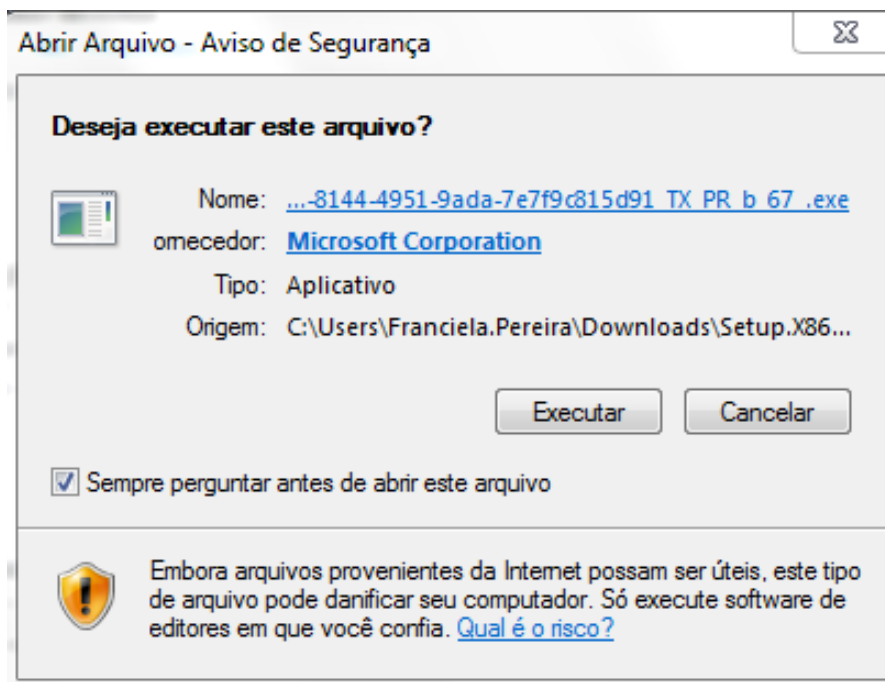 Abrir Arquivo - Aviso de Segurança
Deseja executar este arquivo?
Nome: ...-8144-4951-9ada-7e7f9c815d91_TX_PR_b_67_.exe
omecedor: Microsoft Corporation
Tipo: Aplicativo
Origem: C:\Users\Franciela.Pereira\Downloads\Setup.X86...
Executar Cancelar
Sempre perguntar antes de abrir este arquivo
Embora arquivos provenientes da Internet possam ser úteis, este tipo
de arquivo pode danificar seu computador. Só execute software de
editores em que você confia. Qual é o risco?